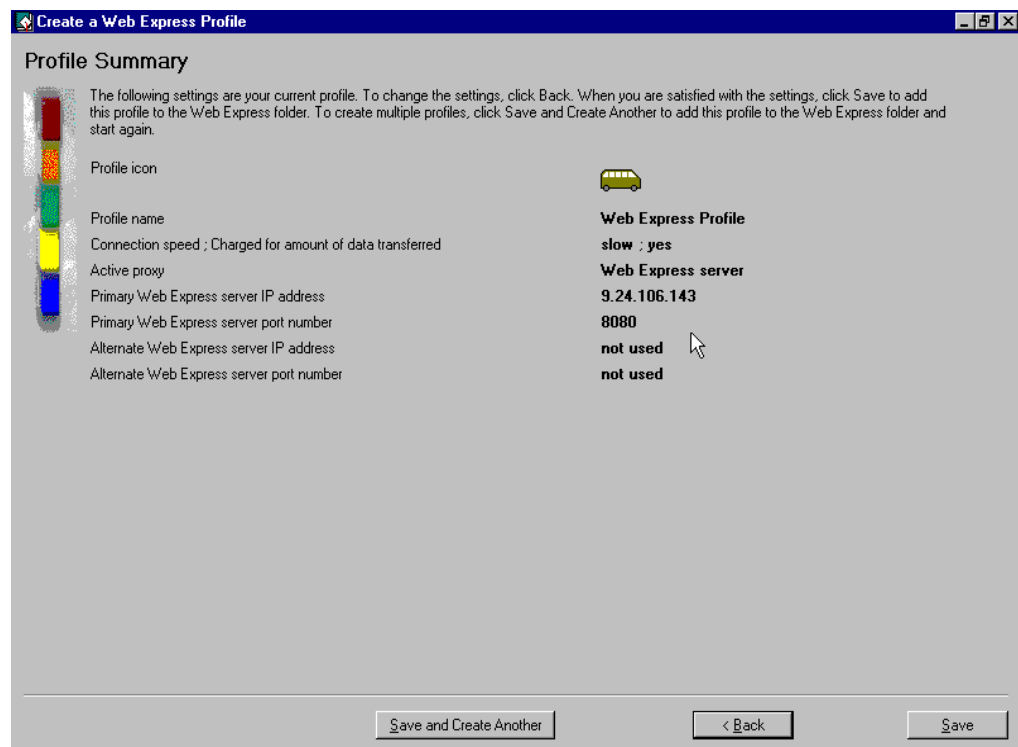 Create a Web Express Profile
Profile Summary
The following settings are your current profile. To change the settings, click Back. When you are satisfied with the settings, click Save to add
this profile to the Web Express folder. To create multiple profiles, click Save and Create Another to add this profile to the Web Express folder and
start again.
Profile icon
Profile name Web Express Profile
Connection speed ; Charged for amount of data transferred slow ; yes
Active proxy Web Express server
Primary Web Express server IP address 9.24.106.143
Primary Web Express server port number 8080
Alternate Web Express server IP address not used
Alternate Web Express server port number not used
Save and Create Another < Back Save